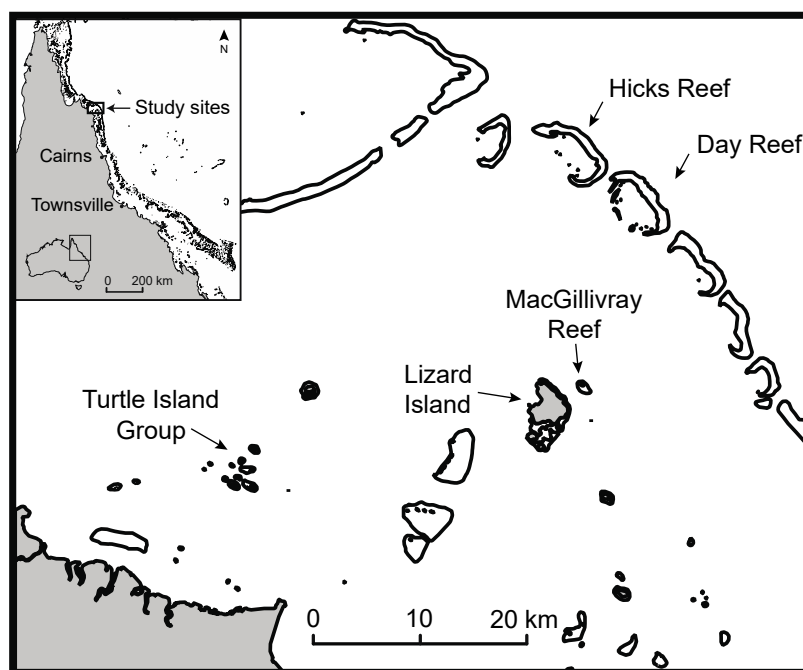 N
Study sites
Cairns
Townsville
0 200 km
Hicks Reef
Day Reef
MacGillivray
Reef
Lizard
Island
Turtle Island
Group
0 10 20 km